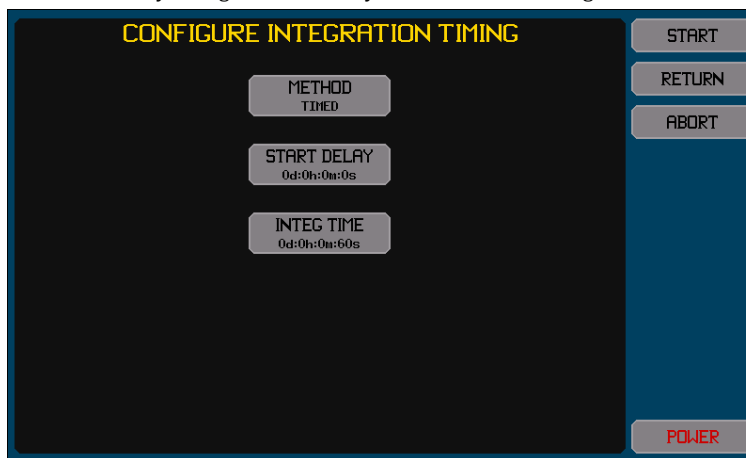 CONFIGURE INTEGRATION TIMING
METHOD
TIMED
START DELAY
0d:0h:0m:0s
INTEG TIME
0d:0h:0m:60s
START
RETURN
ABORT
POWER